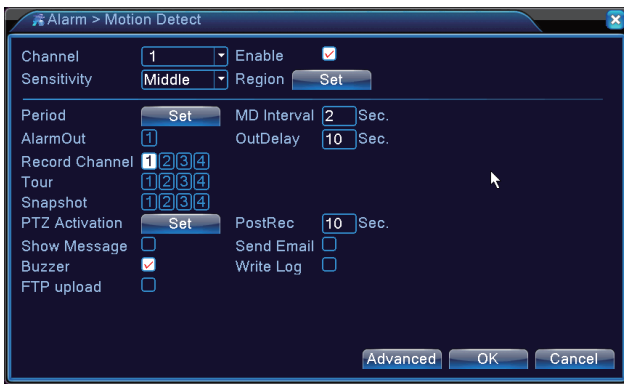 Alarm > Motion Detect
Channel 1 Enable
Sensitivity Middle Region Set
Period Set MD Interval 2 Sec.
AlarmOut 1 OutDelay 10 Sec.
Record Channel 1 2 3 4
Tour 1 2 3 4
Snapshot 1 2 3 4
PTZ Activation Set PostRec 10 Sec.
Show Message Send Email
Buzzer Write Log
FTP upload
Advanced OK Cancel